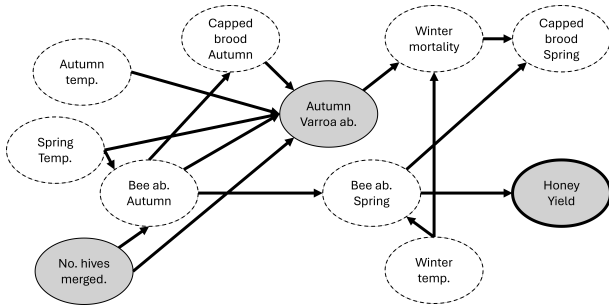 Capped
brood
Autumn
Winter
mortality
Capped
brood
Spring
Autumn
temp.
Autumn
Varroa ab.
Spring
Temp.
Bee ab.
Autumn
Bee ab.
Spring
Honey
Yield
No. hives
merged.
Winter
temp.